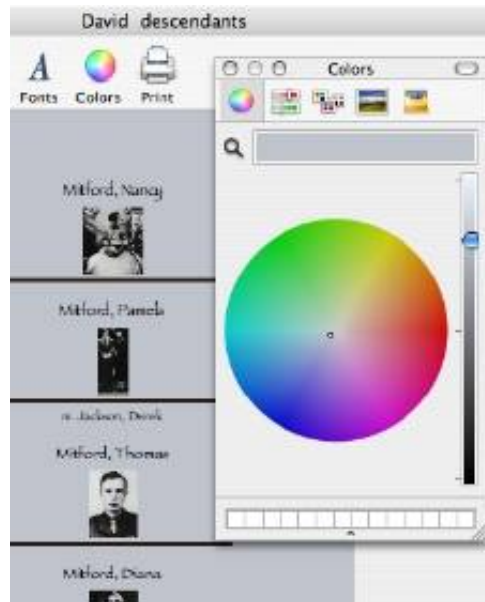 David descendants
Fonts Colors Print
Colors
Mitford, Nancy
Mitford, Pamela
m. Jackson, Derek
Mitford, Thomas
Mitford, Diana